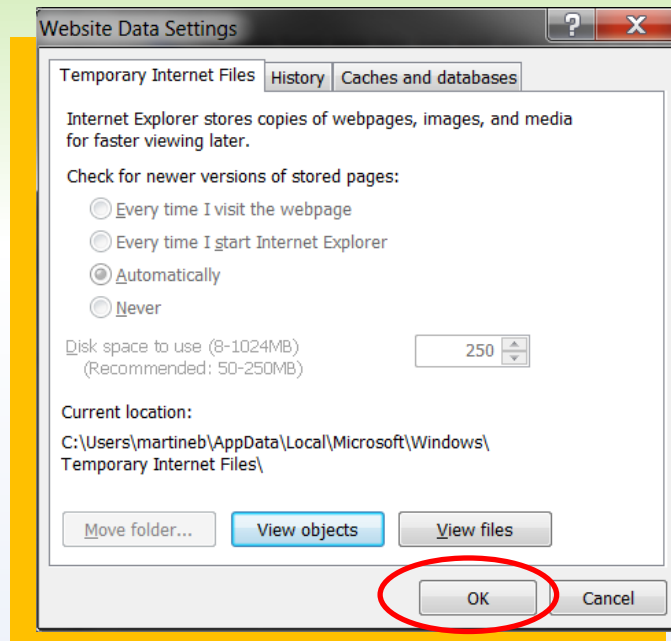 Website Data Settings
Temporary Internet Files History Caches and databases
Internet Explorer stores copies of webpages, images, and media
for faster viewing later.
Check for newer versions of stored pages:
Every time I visit the webpage
Every time I start Internet Explorer
Automatically
Never
Disk space to use (8-1024MB) 250
(Recommended: 50-250MB)
Current location:
C:\Users\martineb\AppData\Local\Microsoft\Windows\
Temporary Internet Files\
Move folder... View objects View files
OK Cancel